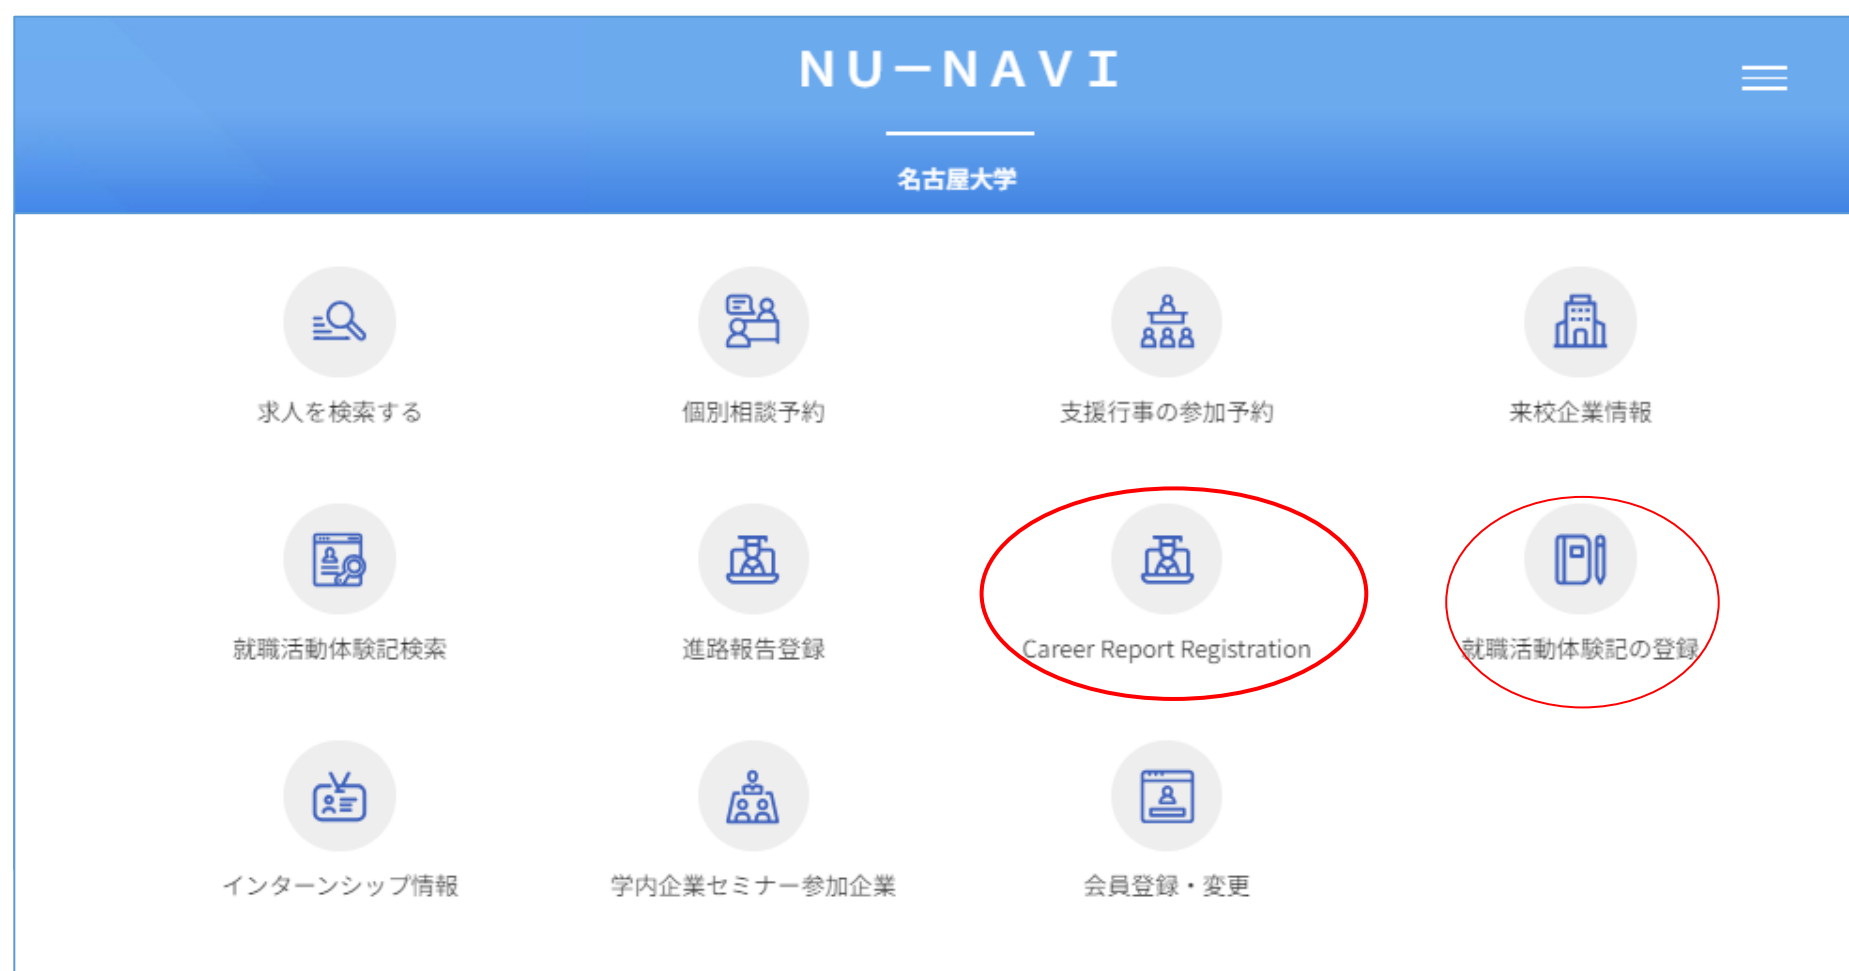 NU−NAVI
名古屋大学
求人を検索する
個別相談予約
支援行事の参加予約
来校企業情報
就職活動体験記検索
進路報告登録
Career Report Registration
就職活動体験記の登録
インターンシップ情報
学内企業セミナー参加企業
会員登録・変更